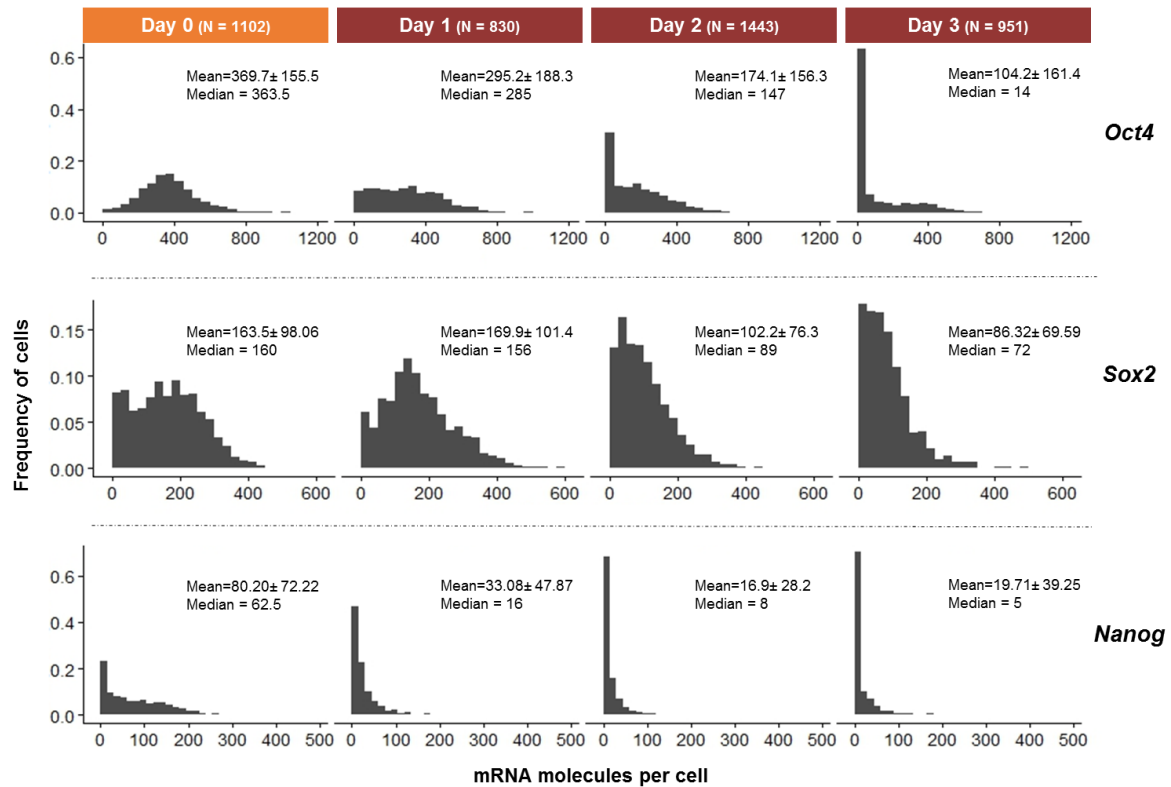 Day 0 (N = 1102) Day 1 (N = 830) Day 2 (N = 1443) Day 3 (N = 951)
Mean=369.7± 155.5 Mean=295.2± 188.3 Mean=174.1± 156.3 Mean=104.2± 161.4
Median = 363.5 Median = 285 Median = 147 Median = 14
0.6
0.4
0.2
0.0
Oct4
0 400 800 1200 0 400 800 1200 0 400 800 1200 0 400 800 1200
Mean=163.5± 98.06 Mean=169.9± 101.4 Mean=102.2± 76.3 Mean=86.32± 69.59
Median = 160 Median = 156 Median = 89 Median = 72
0.15
0.10
0.05
0.00
Sox2
Frequency of cells
0 200 400 600 0 200 400 600 0 200 400 600 0 200 400 600
Mean=80.20± 72.22 Mean=33.08± 47.87 Mean=16.9± 28.2 Mean=19.71± 39.25
Median = 62.5 Median = 16 Median = 8 Median = 5
0.6
0.4
0.2
0.0
Nanog
0 100 200 300 400 500 0 100 200 300 400 500 0 100 200 300 400 500 0 100 200 300 400 500
mRNA molecules per cell